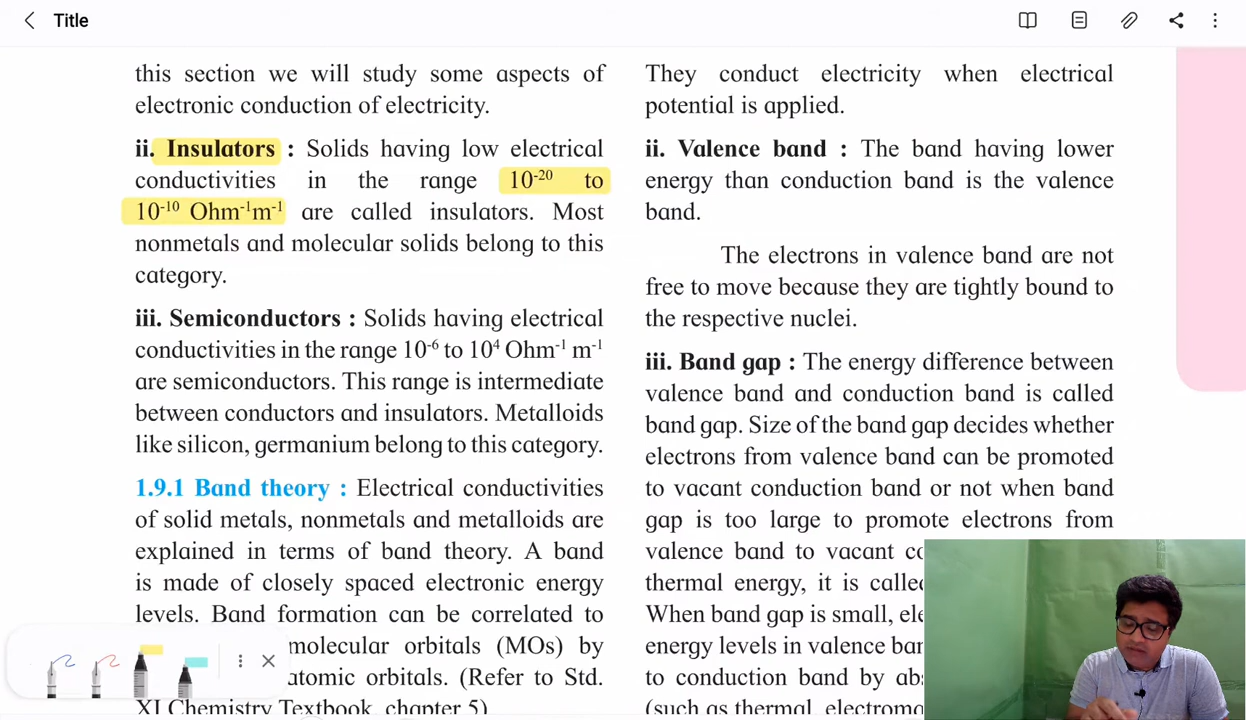 Title
this section we will study some aspects of
electronic conduction of electricity.
ii. Insulators : Solids having low electrical
conductivities in the range 10⁻²⁰ to
10⁻¹⁰ Ohm⁻¹m⁻¹ are called insulators. Most
nonmetals and molecular solids belong to this
category.
iii. Semiconductors : Solids having electrical
conductivities in the range 10⁻⁶ to 10⁴ Ohm⁻¹ m⁻¹
are semiconductors. This range is intermediate
between conductors and insulators. Metalloids
like silicon, germanium belong to this category.
1.9.1 Band theory : Electrical conductivities
of solid metals, nonmetals and metalloids are
explained in terms of band theory. A band
is made of closely spaced electronic energy
levels. Band formation can be correlated to
molecular orbitals (MOs) by
atomic orbitals. (Refer to Std.
XI Chemistry Textbook, chapter 5)
They conduct electricity when electrical
potential is applied.
ii. Valence band : The band having lower
energy than conduction band is the valence
band.
The electrons in valence band are not
free to move because they are tightly bound to
the respective nuclei.
iii. Band gap : The energy difference between
valence band and conduction band is called
band gap. Size of the band gap decides whether
electrons from valence band can be promoted
to vacant conduction band or not when band
gap is too large to promote electrons from
valence band to vacant
thermal energy, it is
When band gap is small,
energy levels in valence
to conduction band by
(such as thermal,